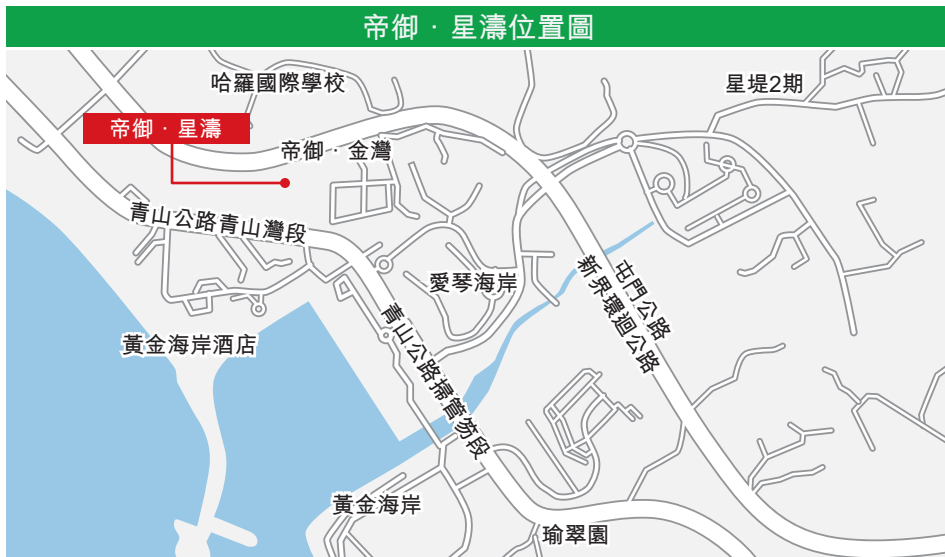 帝御‧星濤位置圖
哈羅國際學校
星堤2期
帝御‧星濤
帝御‧金灣
青山公路青山灣段
愛琴海岸
屯門公路
新界環迴公路
黃金海岸酒店
青山公路掃管笏段
黃金海岸
瑜翠園